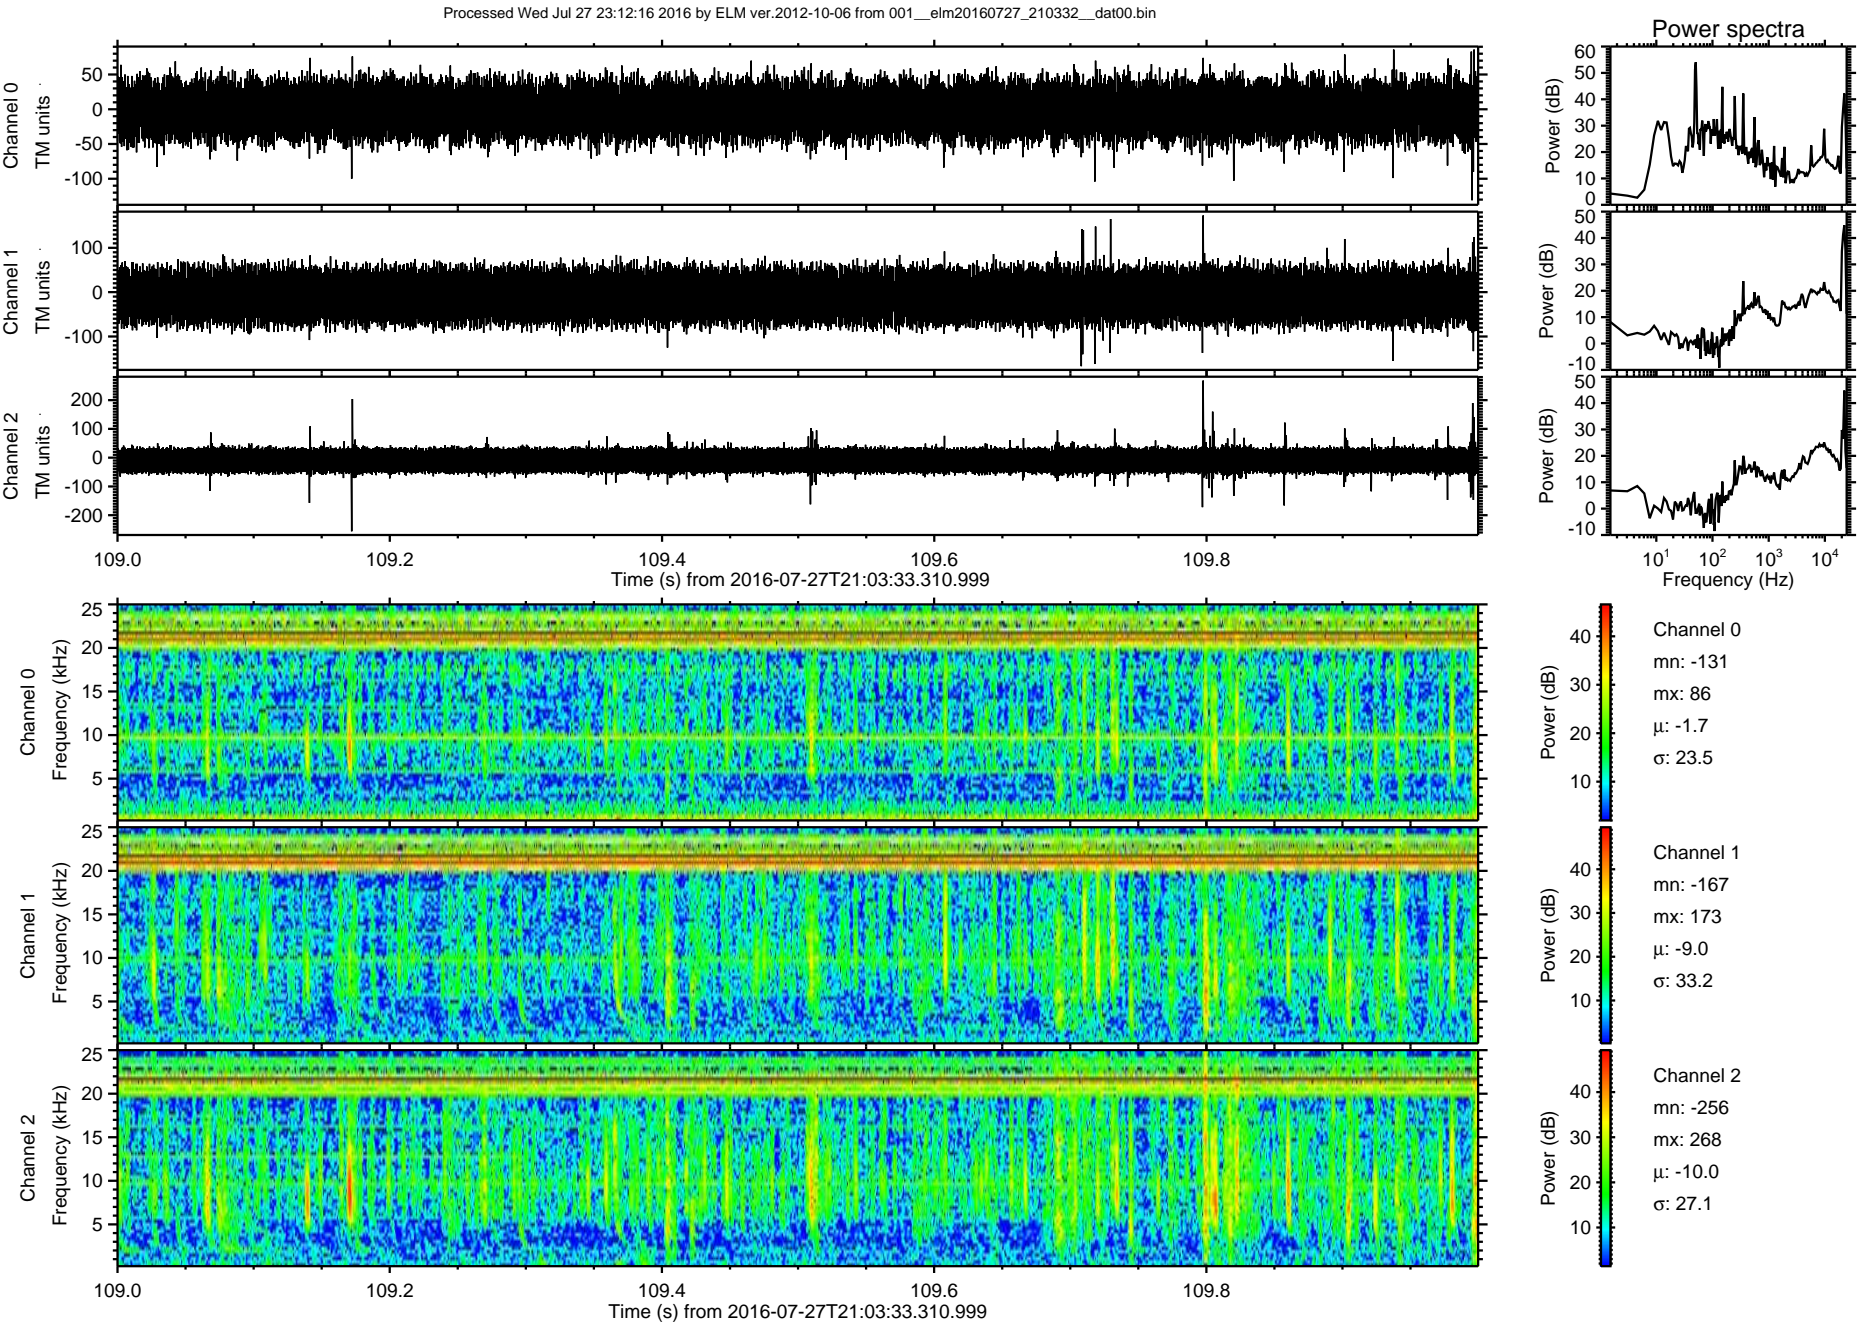 Processed Wed Jul 27 23:12:16 2016 by ELM ver.2012-10-06 from 001__elm20160727_210332__dat00.bin
Power spectra
Channel 0
TM units
50
0
-50
-100
Power (dB)
60
50
40
30
20
10
0
Channel 1
TM units
100
0
-100
Power (dB)
50
40
30
20
10
0
-10
Channel 2
TM units
200
100
0
-100
-200
Power (dB)
50
40
30
20
10
0
-10
109.0 109.2 109.4 109.6 109.8
Time (s) from 2016-07-27T21:03:33.310.999
10^1 10^2 10^3 10^4
Frequency (Hz)
Channel 0
Frequency (kHz)
25
20
15
10
5
Power (dB)
40
30
20
10
Channel 0
mn: -131
mx: 86
µ: -1.7
σ: 23.5
Channel 1
Frequency (kHz)
25
20
15
10
5
Power (dB)
40
30
20
10
Channel 1
mn: -167
mx: 173
µ: -9.0
σ: 33.2
Channel 2
Frequency (kHz)
25
20
15
10
5
Power (dB)
40
30
20
10
Channel 2
mn: -256
mx: 268
µ: -10.0
σ: 27.1
109.0 109.2 109.4 109.6 109.8
Time (s) from 2016-07-27T21:03:33.310.999